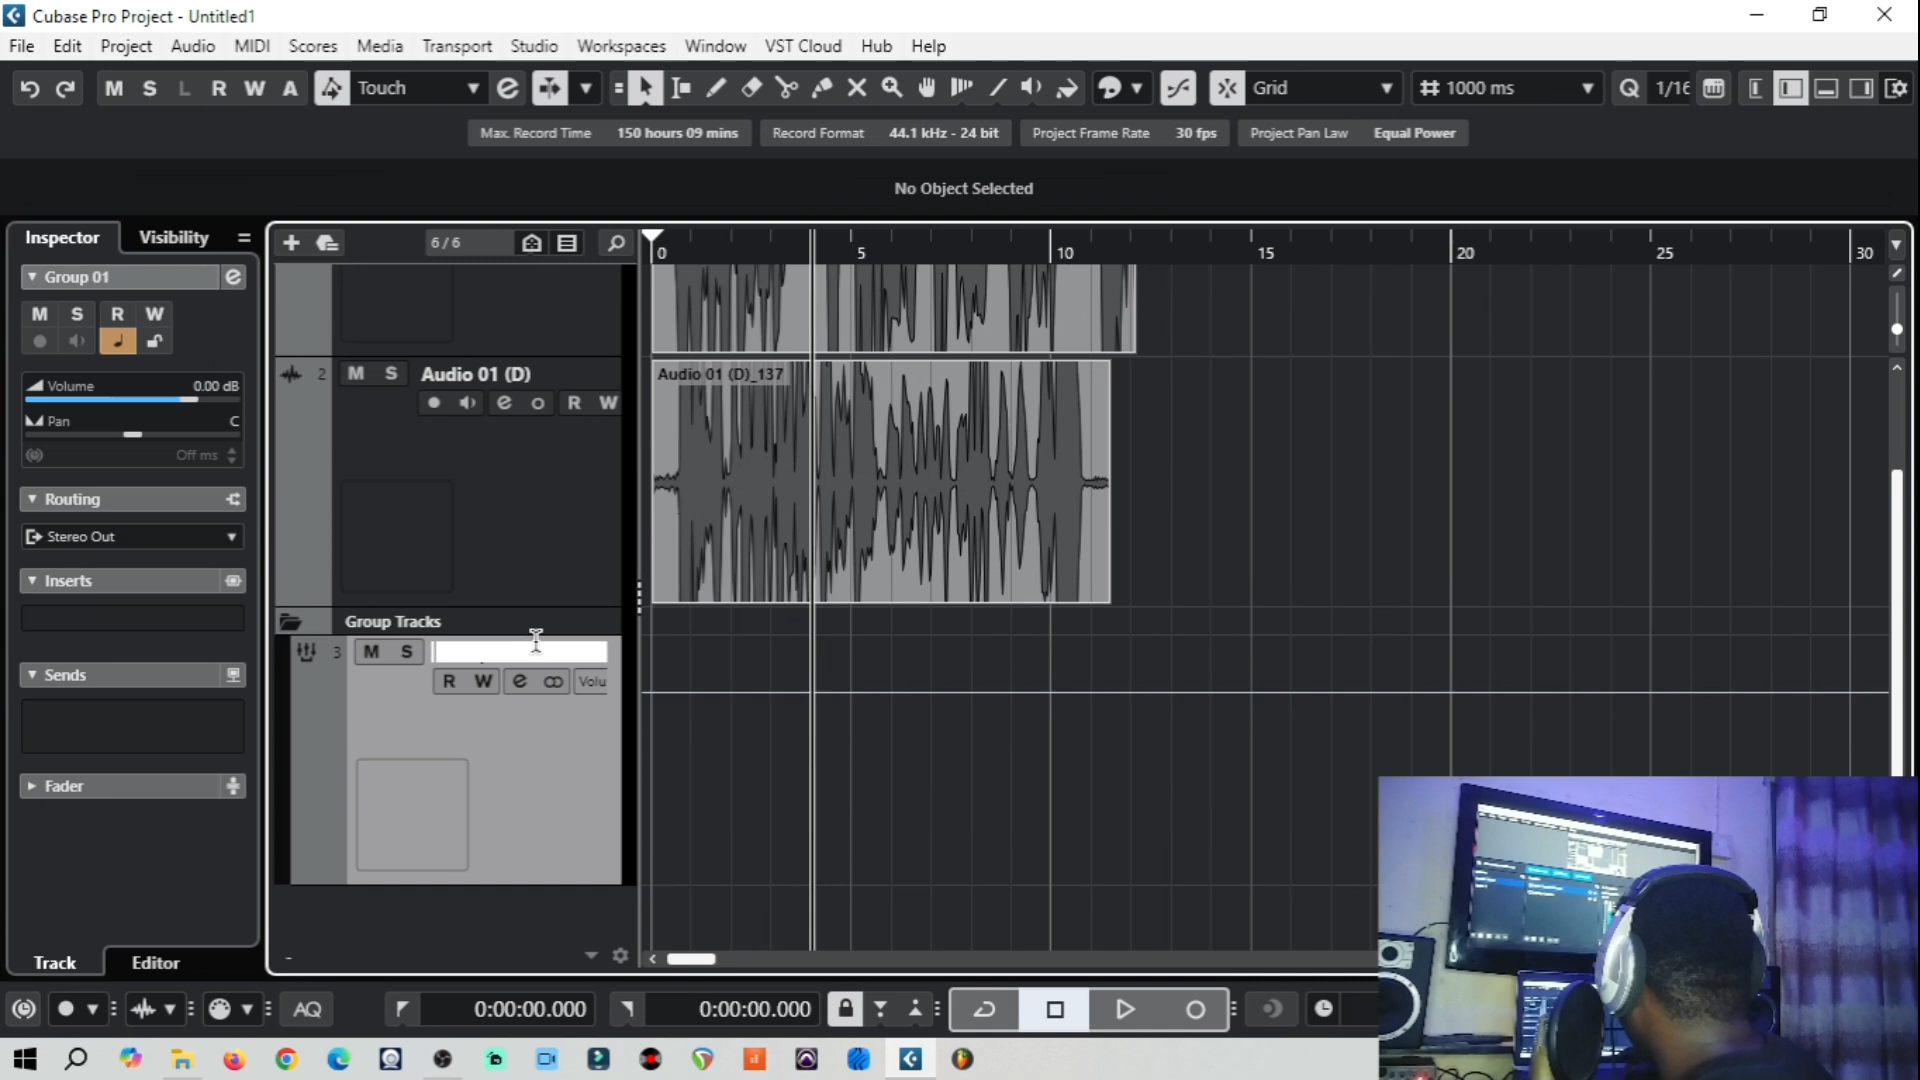 Cubase Pro Project - Untitled1
File Edit Project Audio MIDI Scores Media Transport Studio Workspaces Window VST Cloud Hub Help
M S L R W A Touch Grid 1000 ms Q 1/16
Max. Record Time 150 hours 09 mins Record Format 44.1 kHz - 24 bit Project Frame Rate 30 fps Project Pan Law Equal Power
No Object Selected
Inspector Visibility
6 / 6
0 5 10 15 20 25 30
Group 01
M S R W
Volume 0.00 dB
Pan C
Off ms
Routing
Stereo Out
Inserts
Sends
Fader
Track Editor
2 M S Audio 01 (D)
R W
Audio 01 (D)_137
Group Tracks
3 M S
R W Volu
AQ 0:00:00.000 0:00:00.000